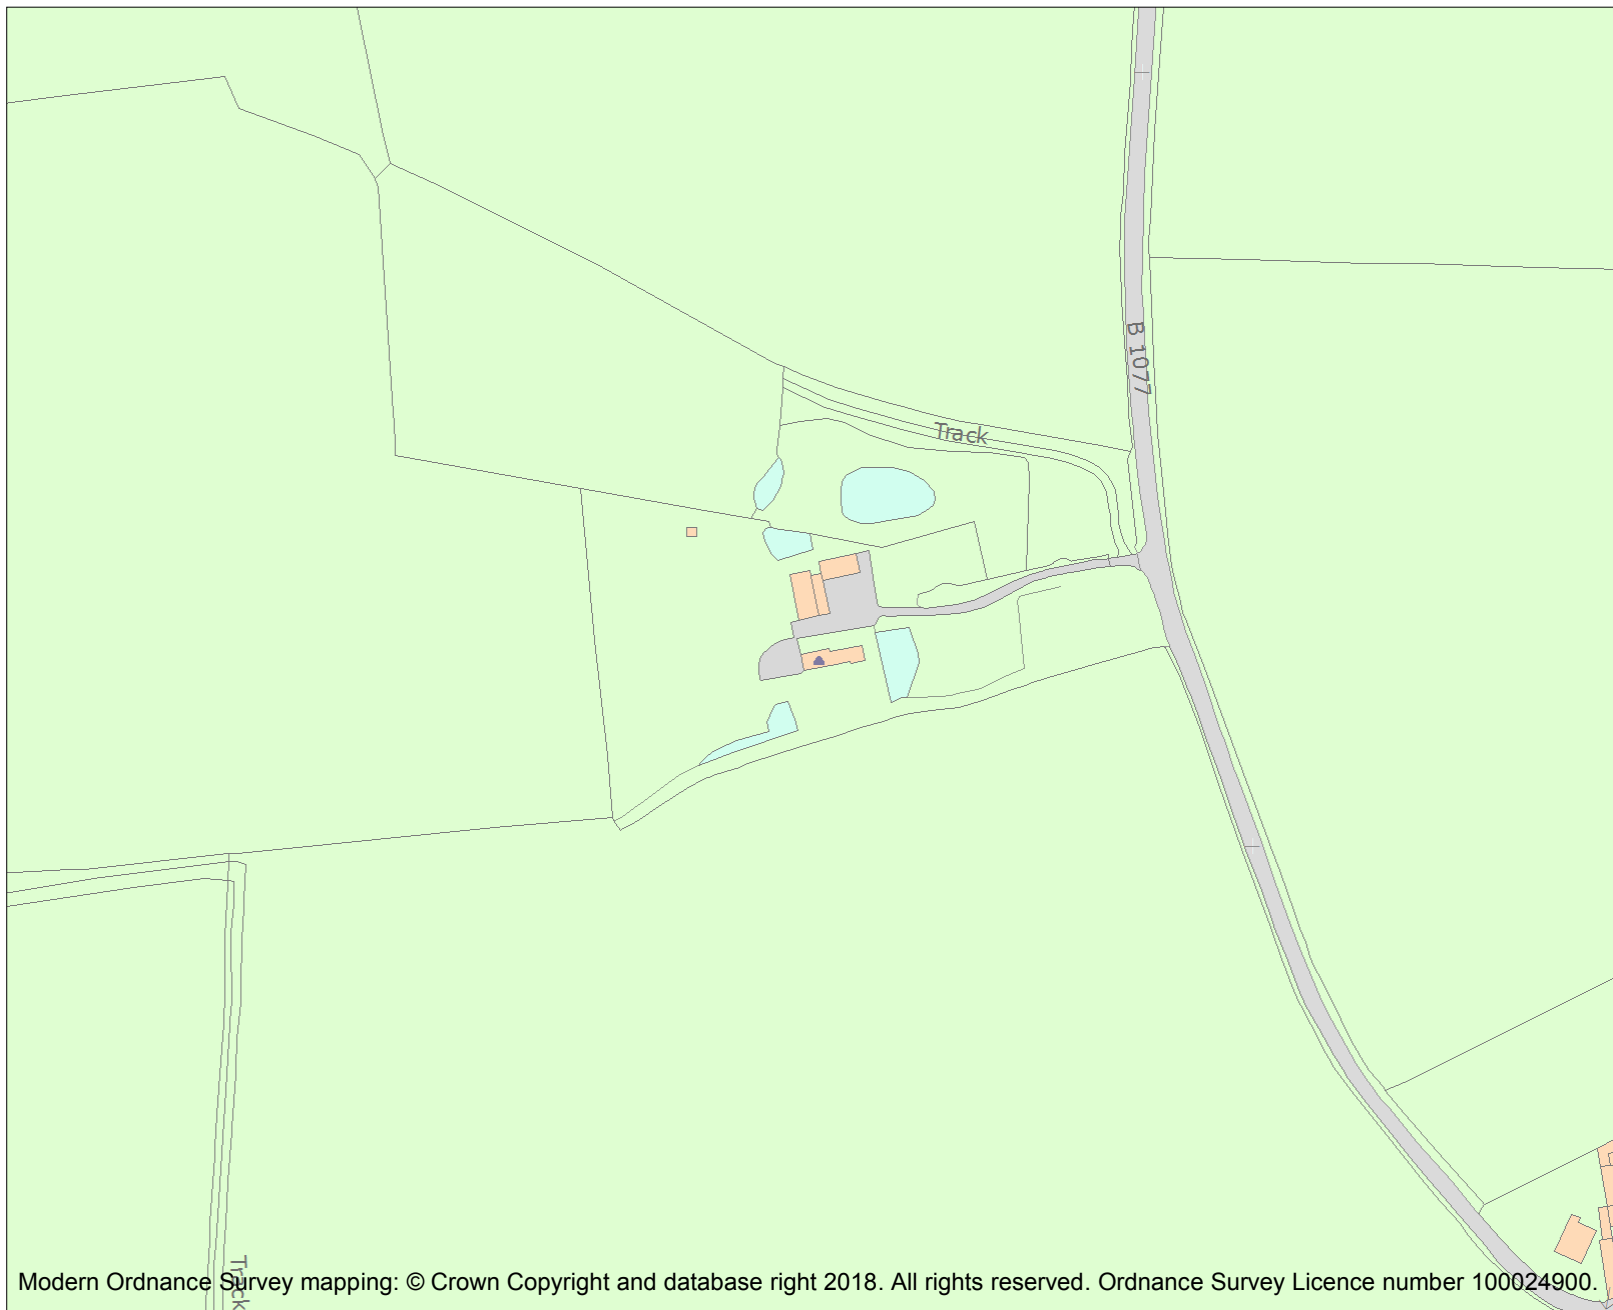 B 1077
Track
Track
Modern Ordnance Survey mapping: © Crown Copyright and database right 2018. All rights reserved. Ordnance Survey Licence number 100024900.